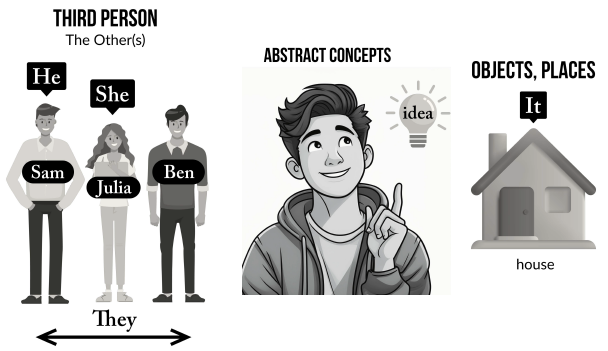 THIRD PERSON
The Other(s)
He
She
Sam
Julia
Ben
They
ABSTRACT CONCEPTS
idea
OBJECTS, PLACES
It
house